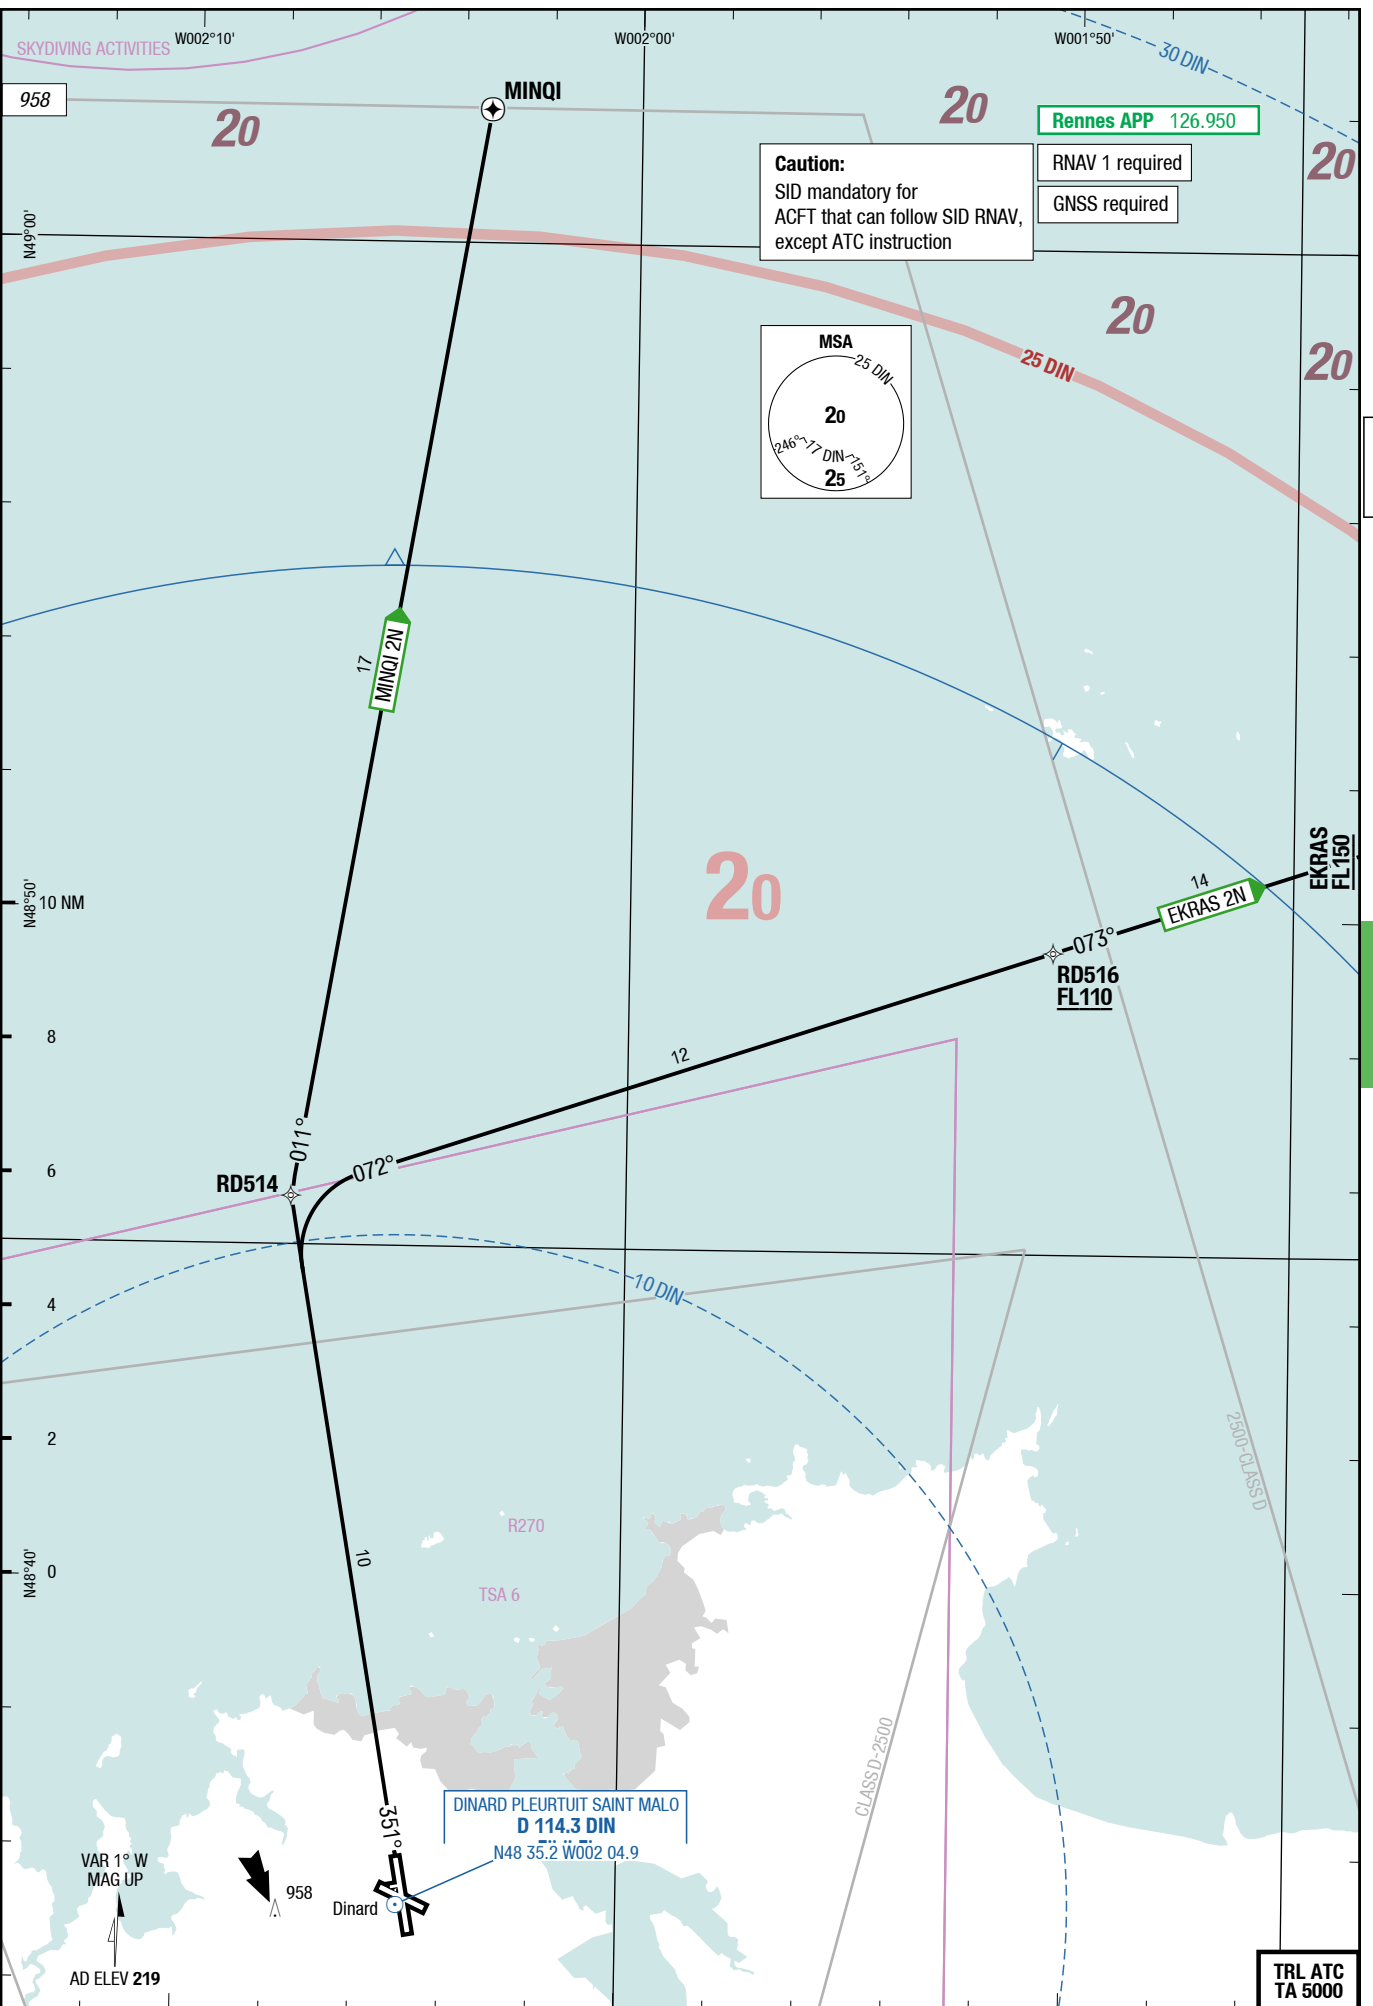 W002°10'
W002°00'
W001°50'
SKYDIVING ACTIVITIES
30 DIN
958
MINQI
20
20
Rennes APP 126.950
20
Caution:
SID mandatory for
ACFT that can follow SID RNAV,
except ATC instruction
RNAV 1 required
GNSS required
N49°00'
20
20
25 DIN
MSA
25 DIN
20
246°
17 DIN
151°
25
17
MINQI 2N
EKRAS
FL150
14
EKRAS 2N
20
N48°50'
10 NM
073°
RD516
FL110
8
12
011°
072°
6
RD514
10 DIN
4
2
2500-CLASS D
R270
10
N48°40'
0
TSA 6
CLASS D-2500
351°
DINARD PLEURTUIT SAINT MALO
D 114.3 DIN
N48 35.2 W002 04.9
VAR 1° W
MAG UP
958
Dinard
AD ELEV 219
TRL ATC
TA 5000